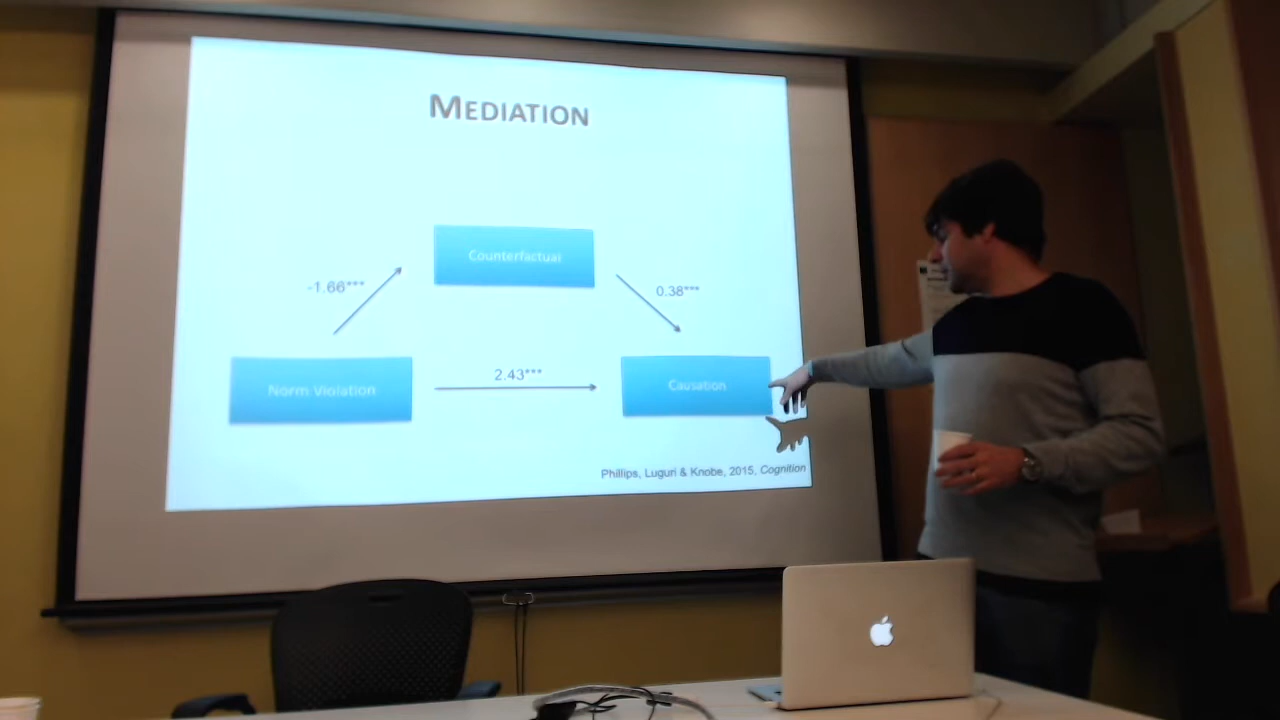 MEDIATION
Counterfactual
-1.66***
0.38***
2.43***
Norm Violation
Causation
Phillips, Luguri & Knobe, 2015, Cognition